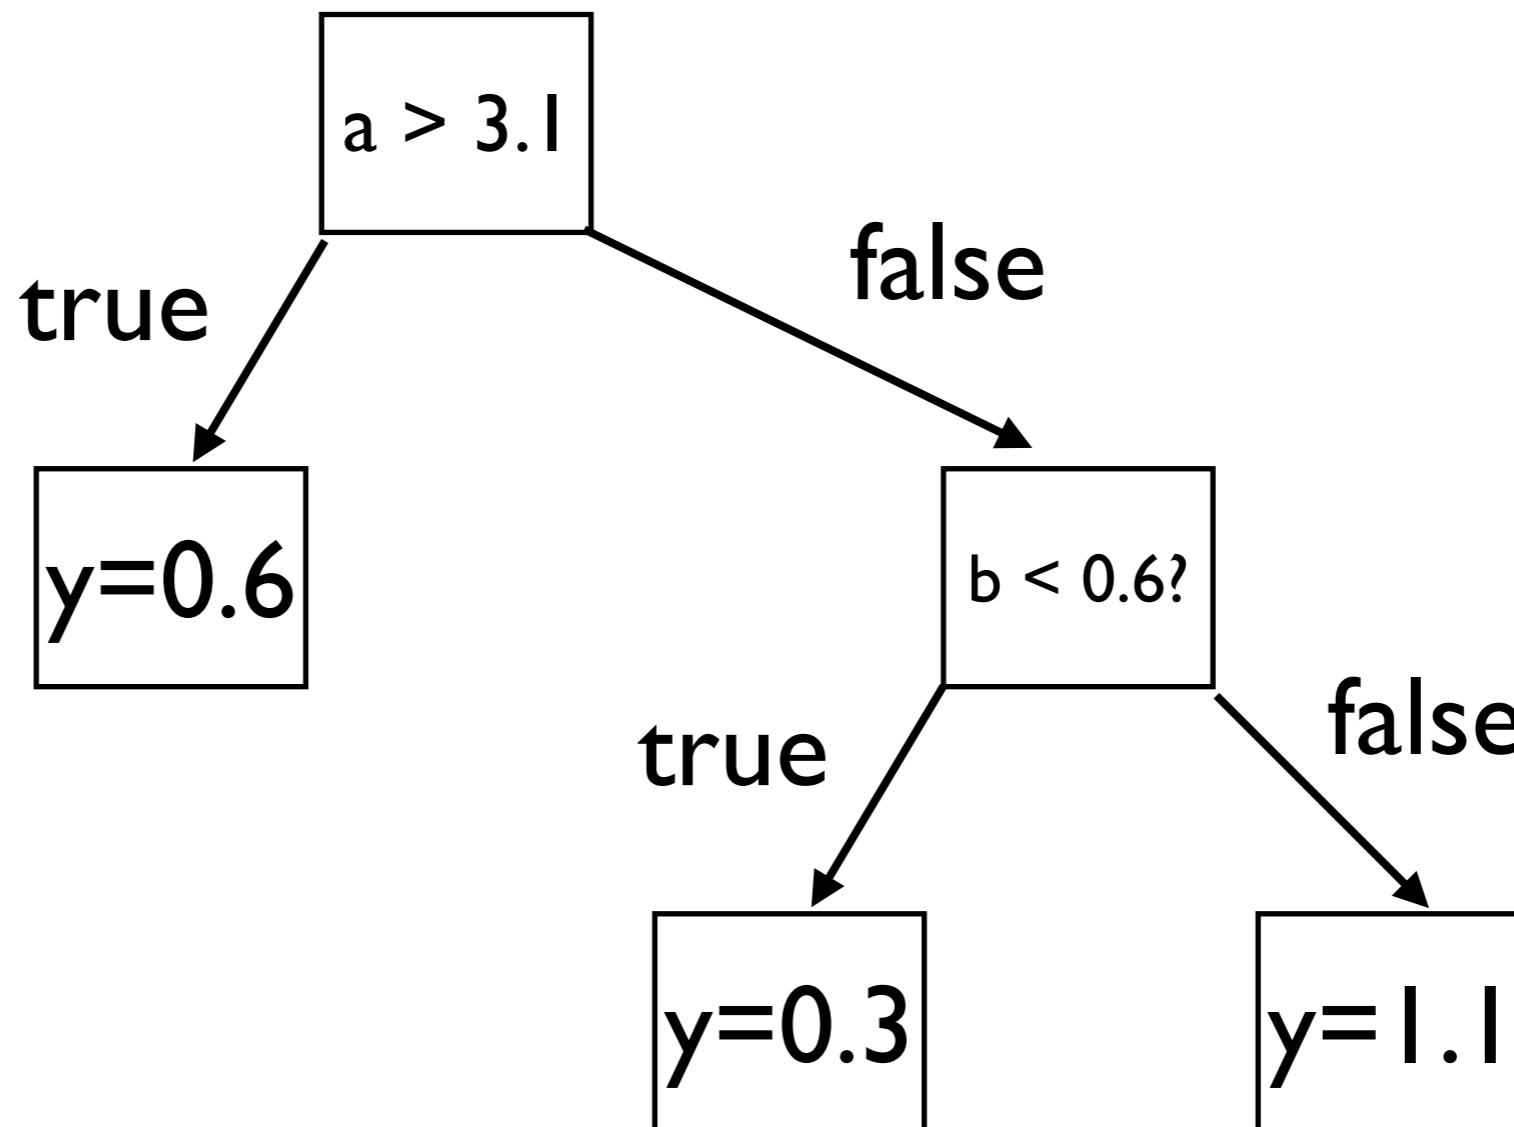 a > 3.1
true
false
y=0.6
b < 0.6?
true
false
y=0.3
y=1.1